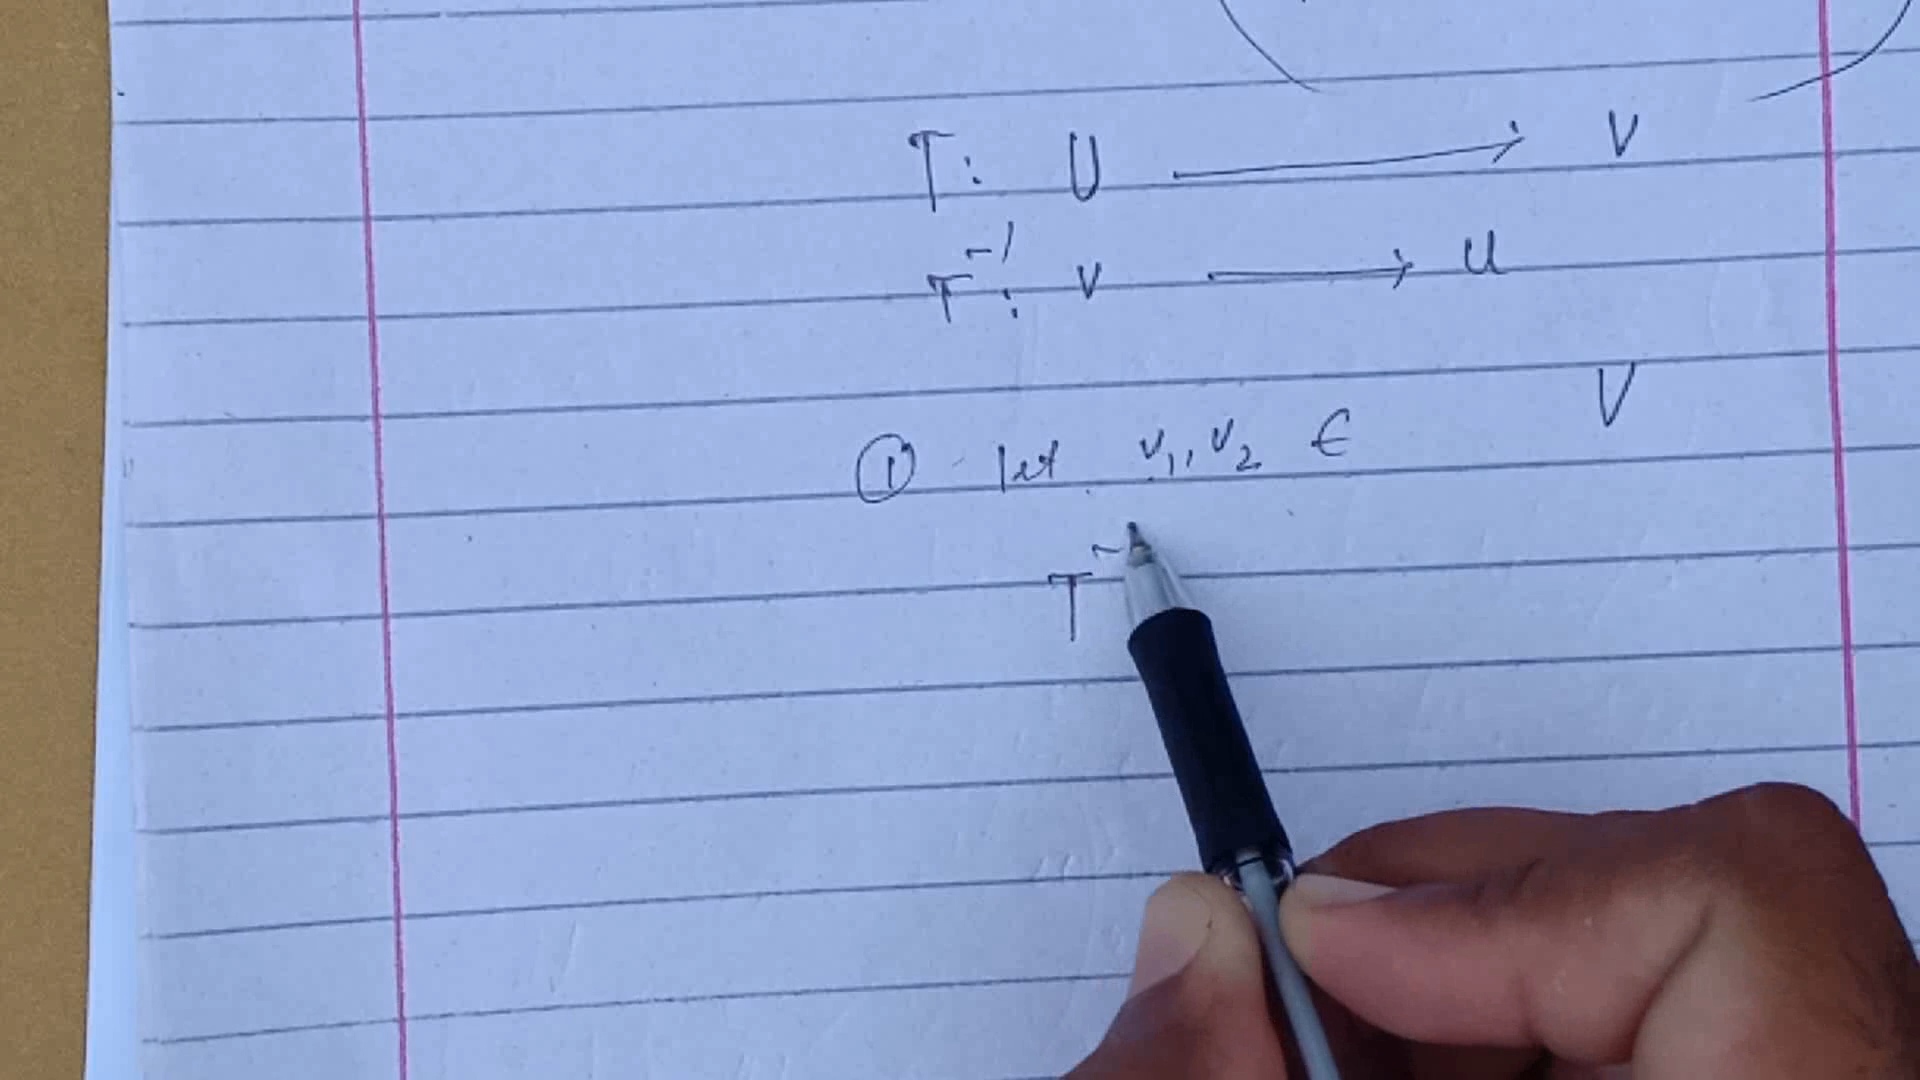 T: U ⟶ V
T⁻¹: V ⟶ U
① let v₁, v₂ ∈ V
T⁻